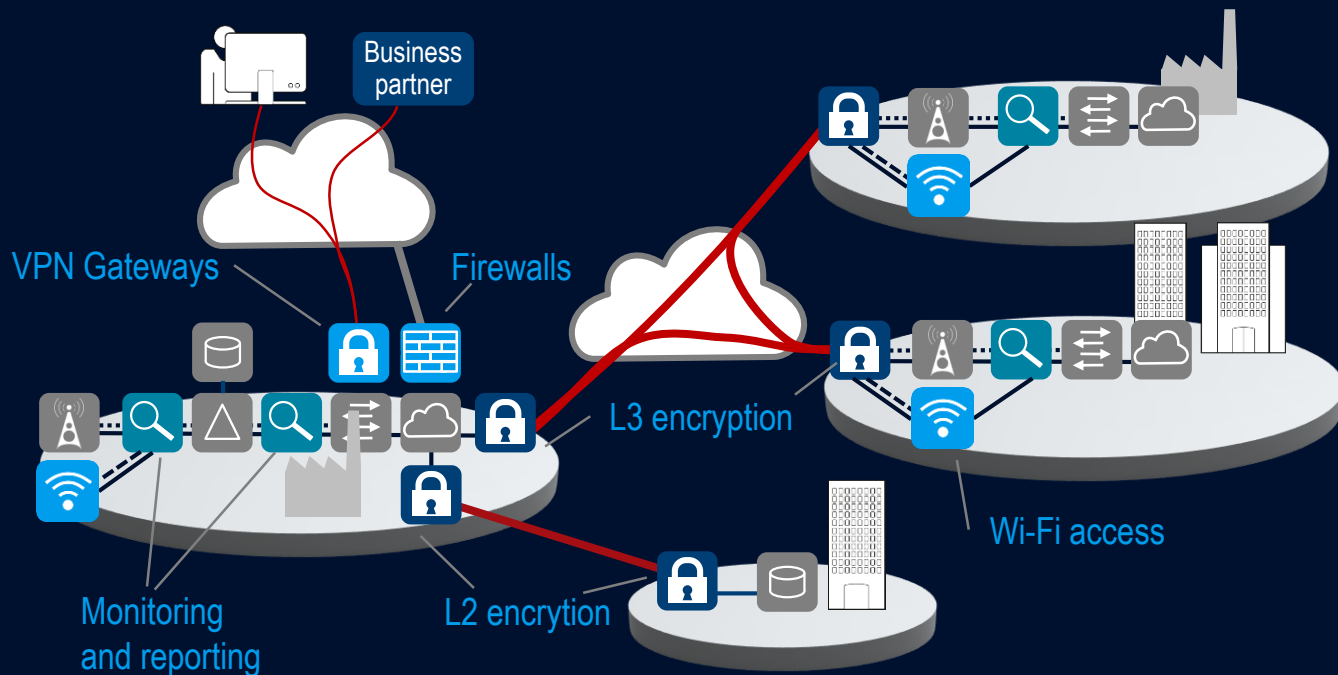 Business
partner
VPN Gateways
Firewalls
L3 encryption
Wi-Fi access
L2 encrytion
Monitoring
and reporting